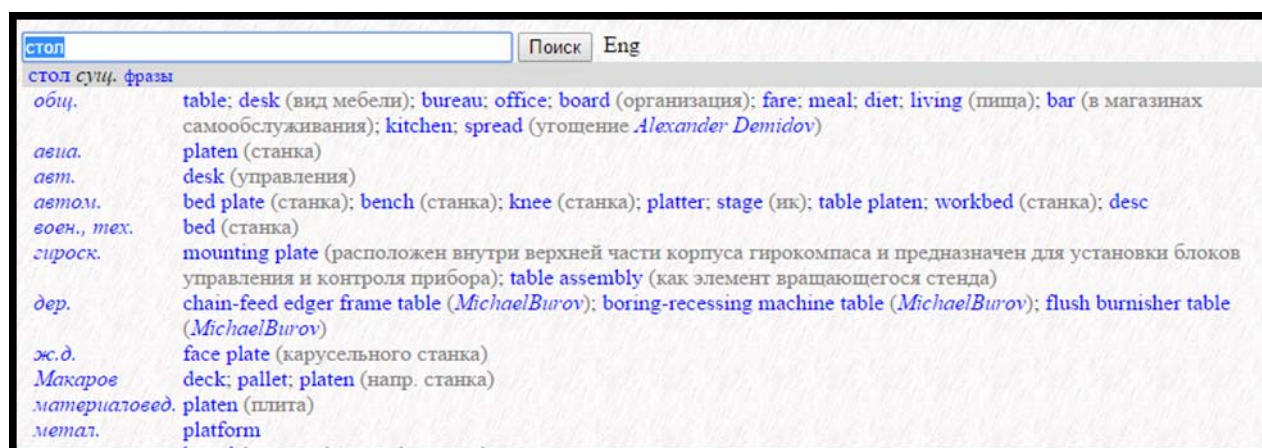 стол Поиск Eng
стол сущ. фразы
общ. table; desk (вид мебели); bureau; office; board (организация); fare; meal; diet; living (пища); bar (в магазинах
самообслуживания); kitchen; spread (угощение Alexander Demidov)
авиа. platen (станка)
авт. desk (управления)
автом. bed plate (станка); bench (станка); knee (станка); platter; stage (ик); table platen; workbed (станка); desc
воен., тех. bed (станка)
гироск. mounting plate (расположен внутри верхней части корпуса гирокомпаса и предназначен для установки блоков
управления и контроля прибора); table assembly (как элемент вращающегося стенда)
дер. chain-feed edger frame table (MichaelBurov); boring-recessing machine table (MichaelBurov); flush burnisher table
(MichaelBurov)
ж.д. face plate (карусельного станка)
Макаров deck; pallet; platen (напр. станка)
материаловед. platen (плита)
метал. platform